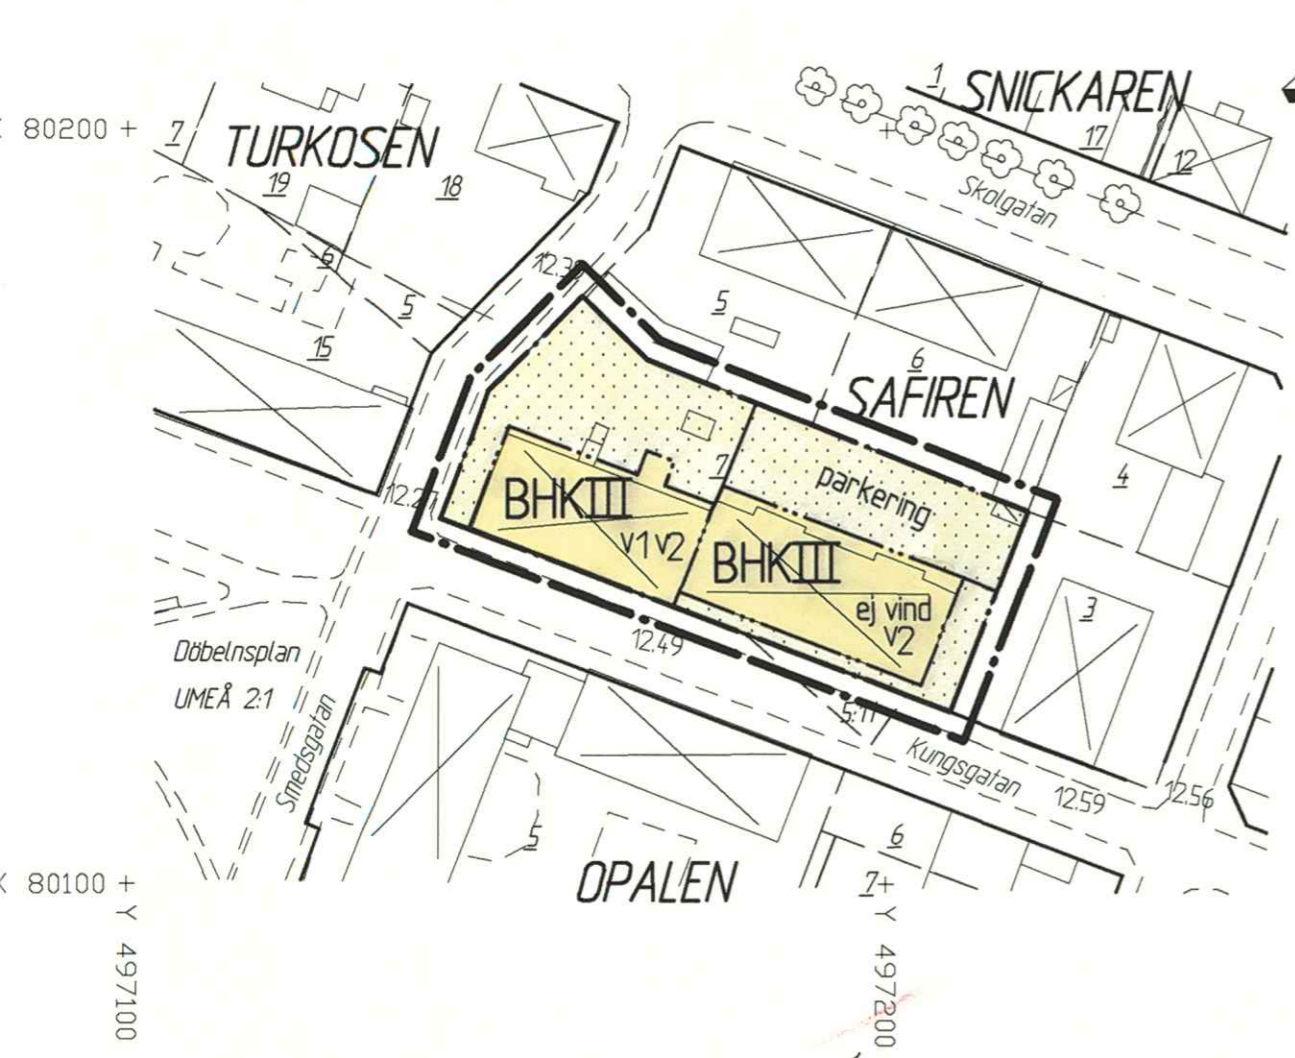 1
SNICKAREN
X 80200 +
7
TURKOSEN
17
12
19
18
Skolgatan
6
12.3
5
5
15
6
SAFIREN
7
parkering
4
12.27
BHKIII
v1 v2
BHKIII
ej vind
v2
3
12.49
Döbelnsplan
UMEÅ 2:1
5:11
Smedsgatan
Kungsgatan
12.59
12.56
5
6
OPALEN
7
X 80100 +
Y 497100
Y 497200